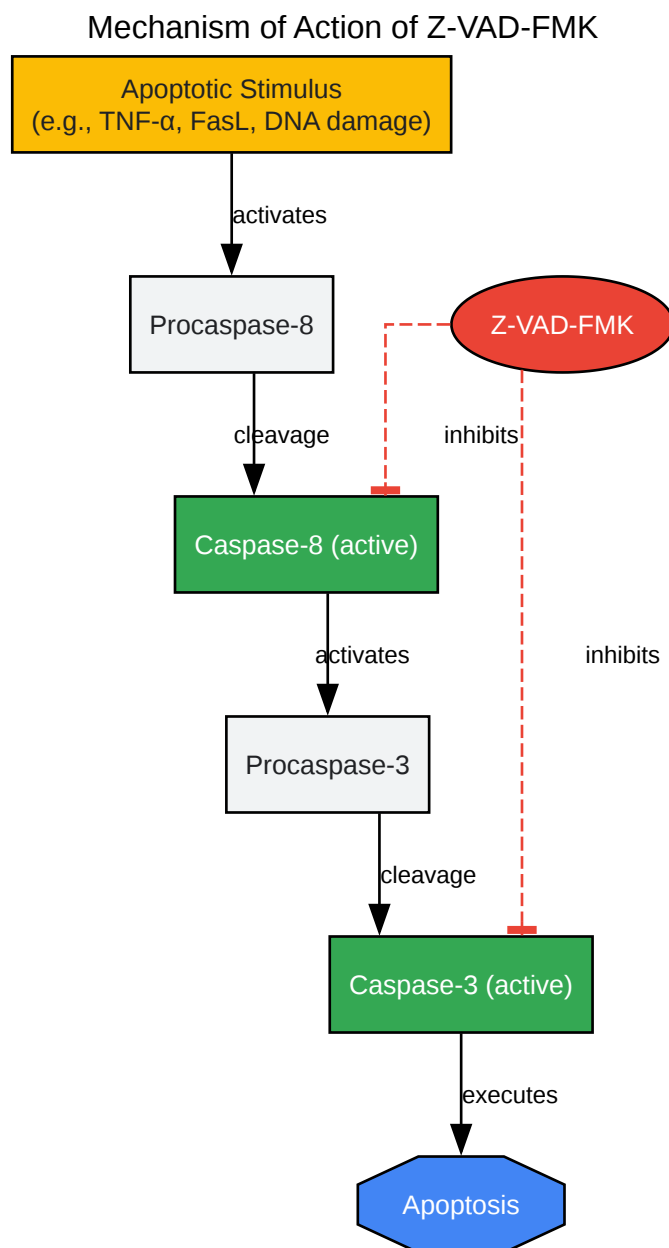 Mechanism of Action of Z-VAD-FMK
Apoptotic Stimulus
(e.g., TNF-α, FasL, DNA damage)
activates
Procaspase-8
Z-VAD-FMK
cleavage
inhibits
Caspase-8 (active)
activates
inhibits
Procaspase-3
cleavage
Caspase-3 (active)
executes
Apoptosis